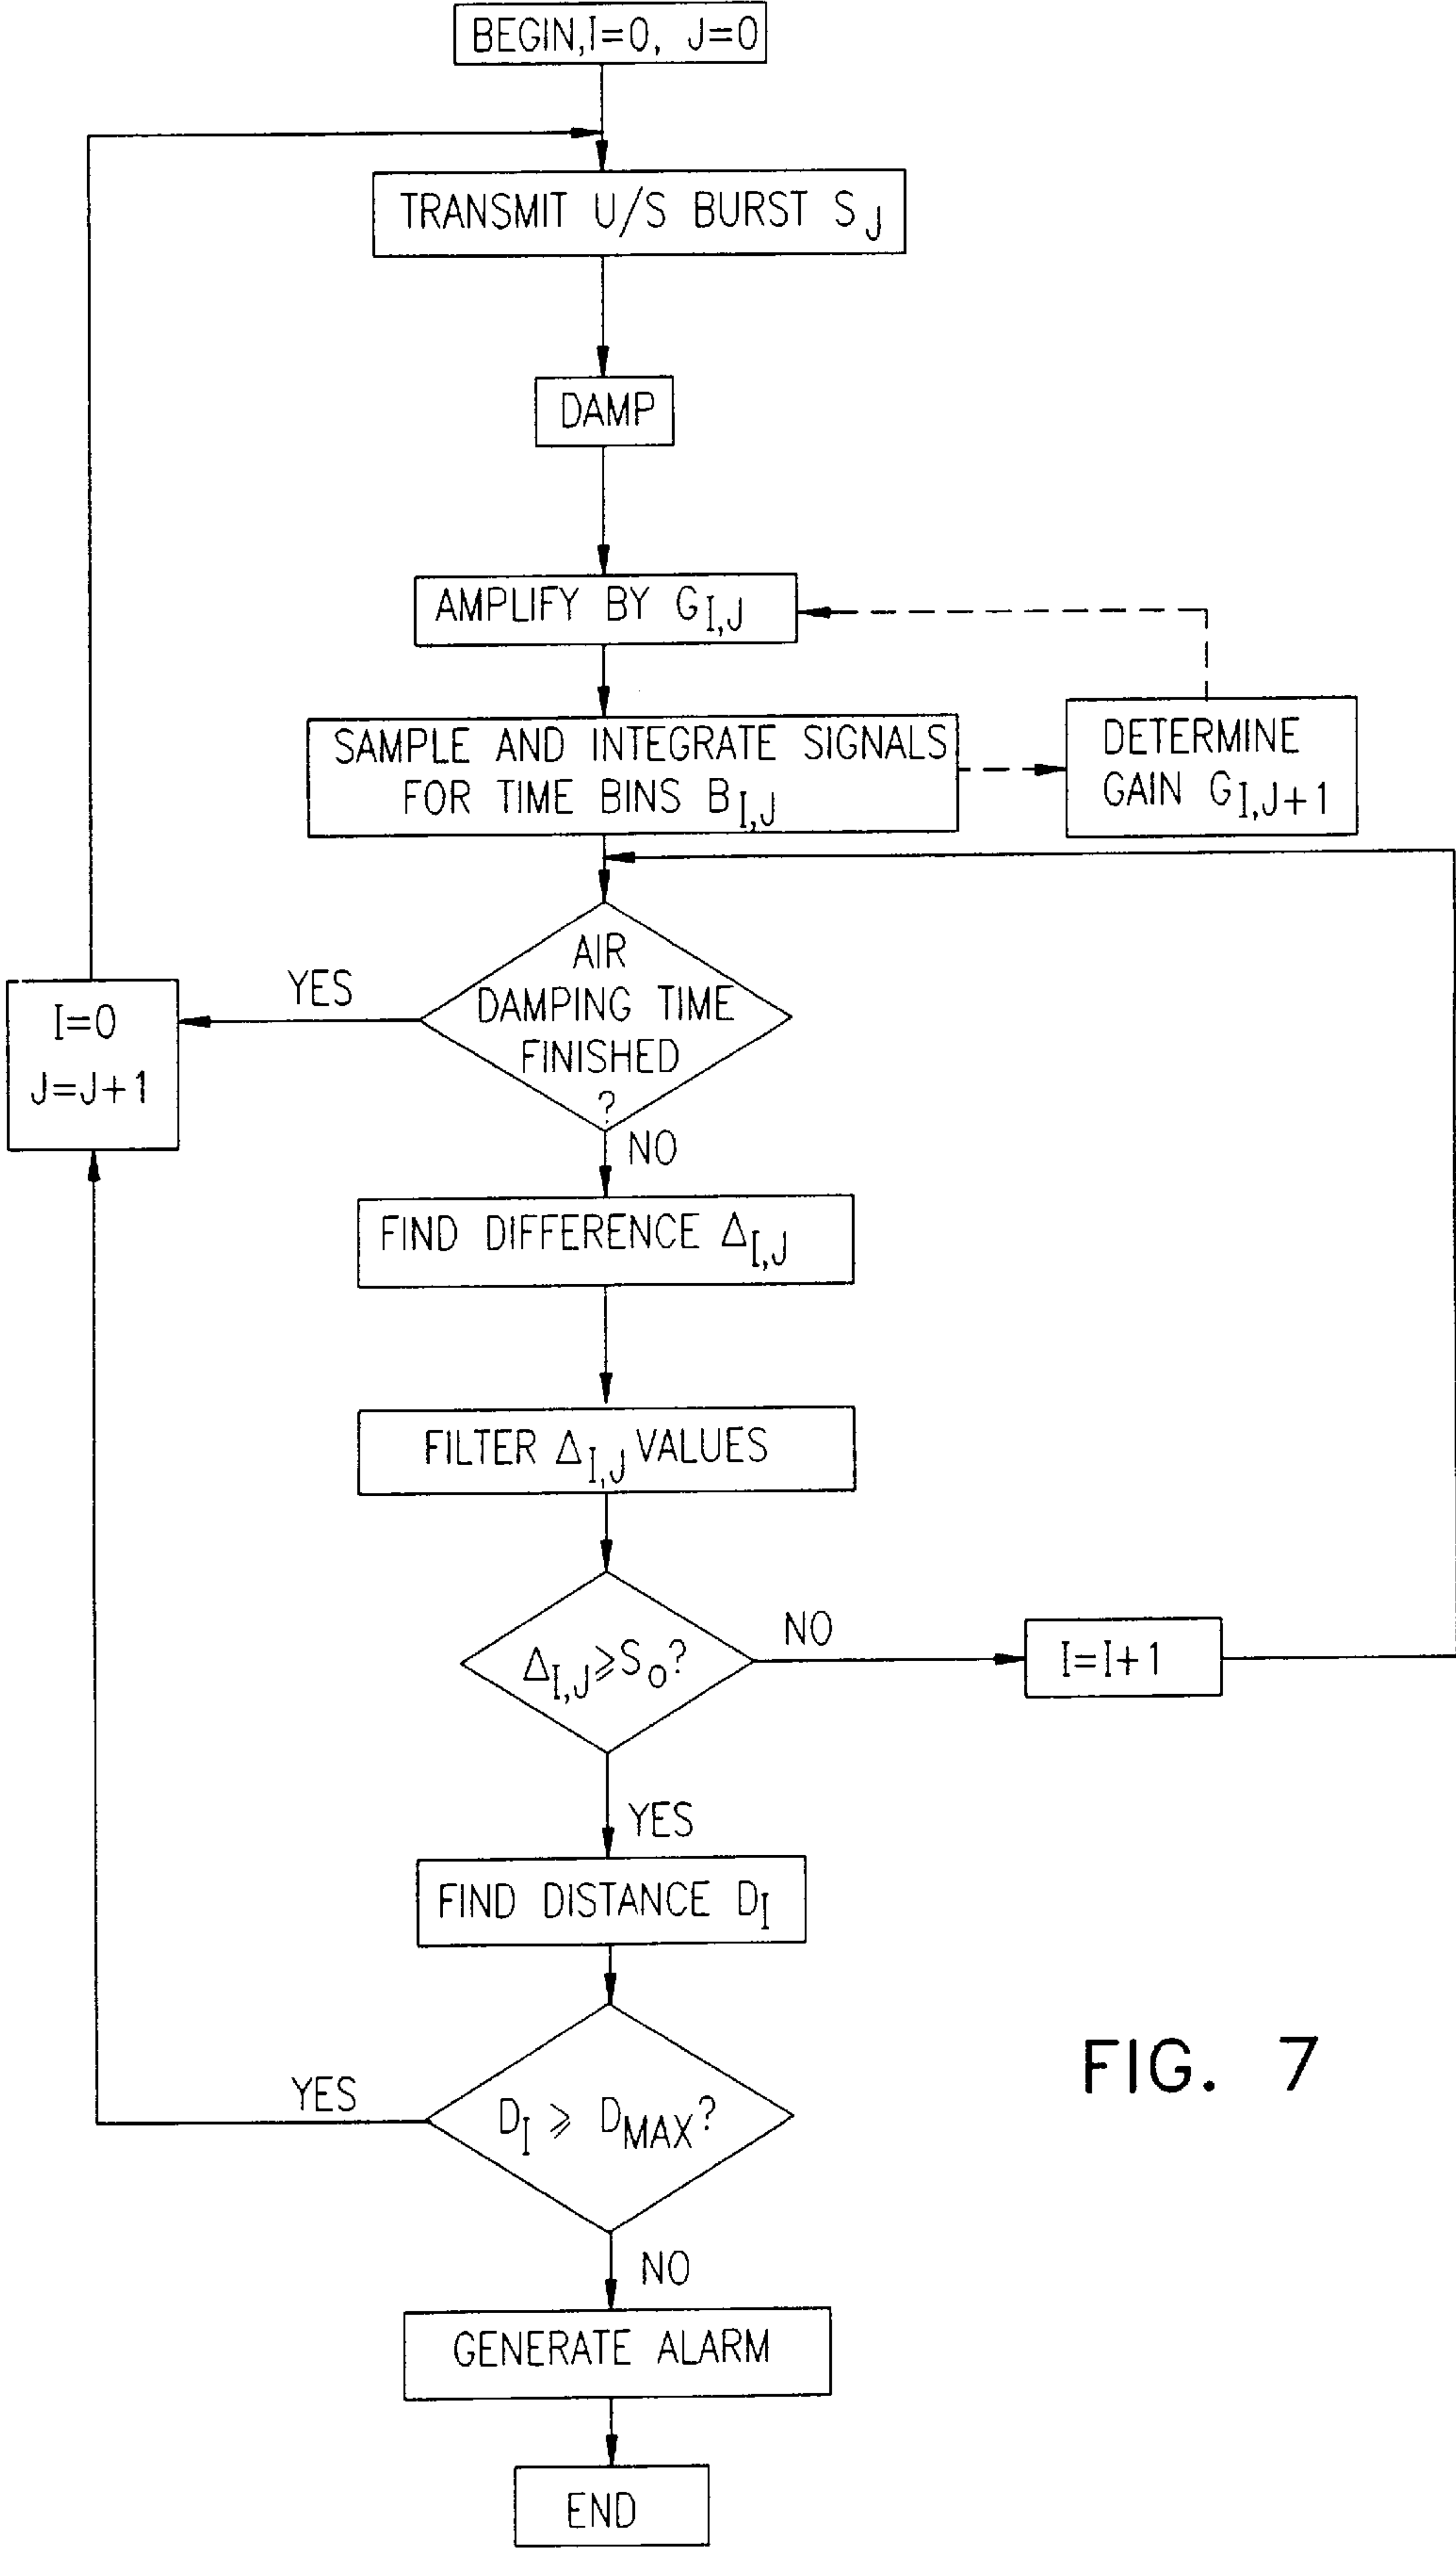 BEGIN,I=0, J=0
TRANSMIT U/S BURST S_J
DAMP
AMPLIFY BY G_I,J
SAMPLE AND INTEGRATE SIGNALS
FOR TIME BINS B_I,J
DETERMINE
GAIN G_I,J+1
AIR
DAMPING TIME
FINISHED
?
YES
I=0
J=J+1
NO
FIND DIFFERENCE Δ_I,J
FILTER Δ_I,J VALUES
Δ_I,J ⩾ S_o?
NO
I=I+1
YES
FIND DISTANCE D_I
D_I ⩾ D_MAX?
YES
NO
GENERATE ALARM
END
FIG. 7